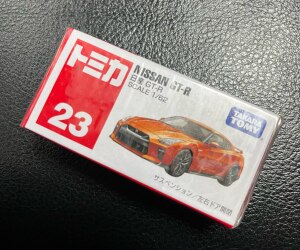 トミカ
23
NISSAN GT-R
日産 GT-R
SCALE 1/62
TAKARA
TOMY
サスペンション/左右ドア開閉